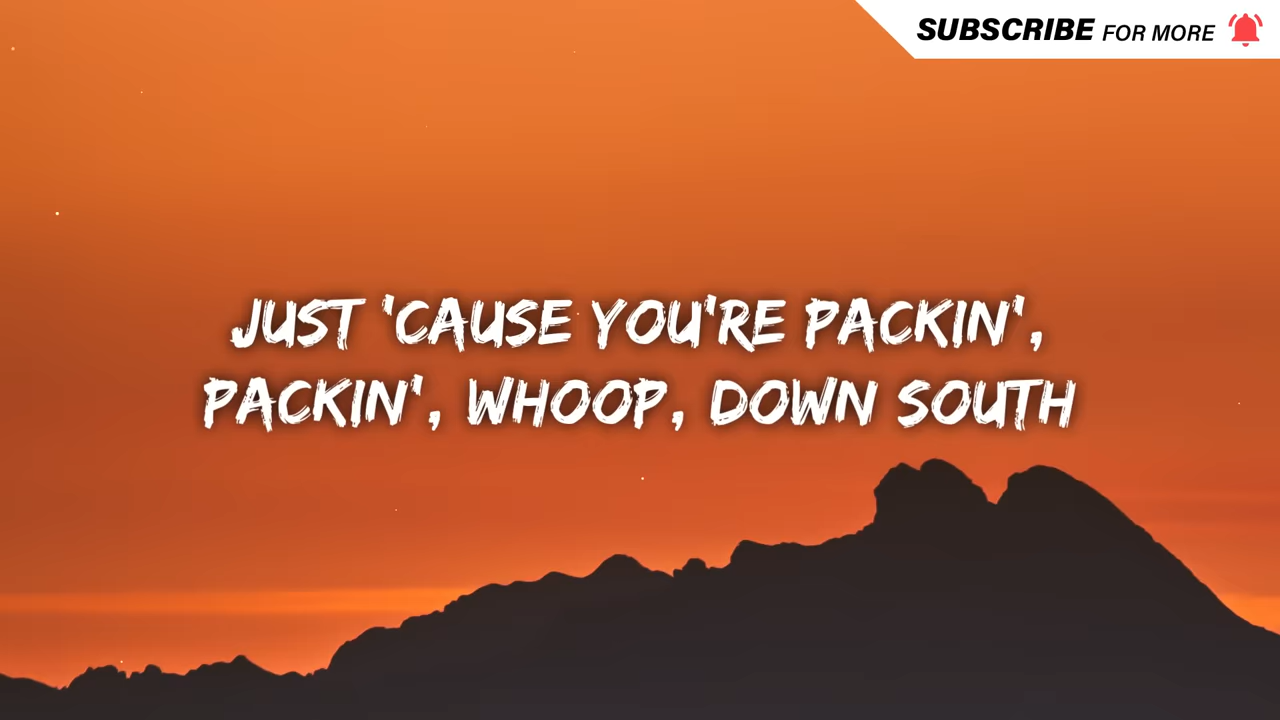 SUBSCRIBE FOR MORE
JUST 'CAUSE YOU'RE PACKIN',
PACKIN', WHOOP, DOWN SOUTH